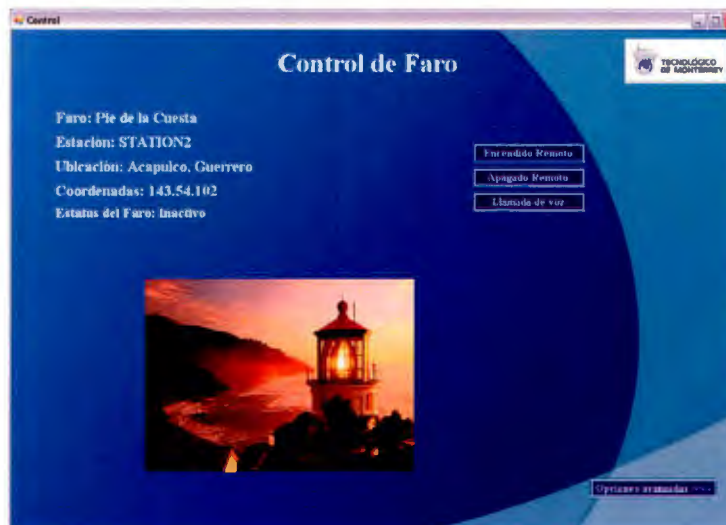 Control
Control de Faro
TECNOLÓGICO
DE MONTERREY
Faro: Pie de la Cuesta
Estacion: STATION2
Ubicación: Acapulco, Guerrero
Coordenadas: 143.54.102
Estatus del Faro: Inactivo
Encendido Remoto
Apagado Remoto
Llamada de voz
Opciones avanzadas --->